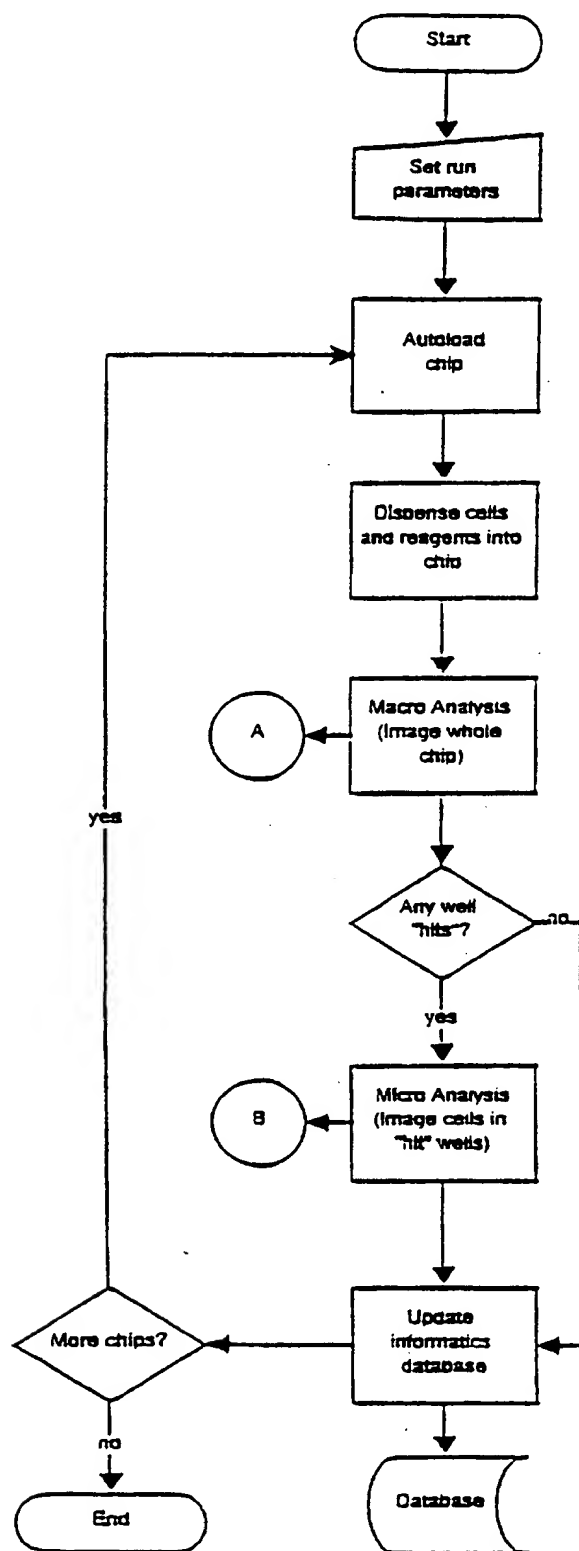 Start
Set run
parameters
Autoload
chip
Dispense cells
and reagents into
chip
A
Macro Analysis
(Image whole
chip)
yes
Any well
"hits"?
no
yes
B
Micro Analysis
(Image cells in
"hit" wells)
More chips?
Update
informatics
database
no
End
Database